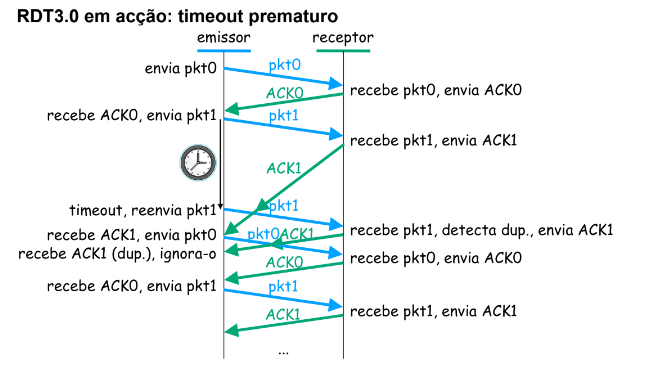 RDT3.0 em acção: timeout prematuro
emissor receptor
envia pkt0 pkt0
ACK0 recebe pkt0, envia ACK0
recebe ACK0, envia pkt1 pkt1
recebe pkt1, envia ACK1
ACK1
timeout, reenvia pkt1 pkt1
recebe ACK1, envia pkt0 pkt0 ACK1 recebe pkt1, detecta dup., envia ACK1
recebe ACK1 (dup.), ignora-o ACK0 recebe pkt0, envia ACK0
recebe ACK0, envia pkt1 pkt1
ACK1 recebe pkt1, envia ACK1
...